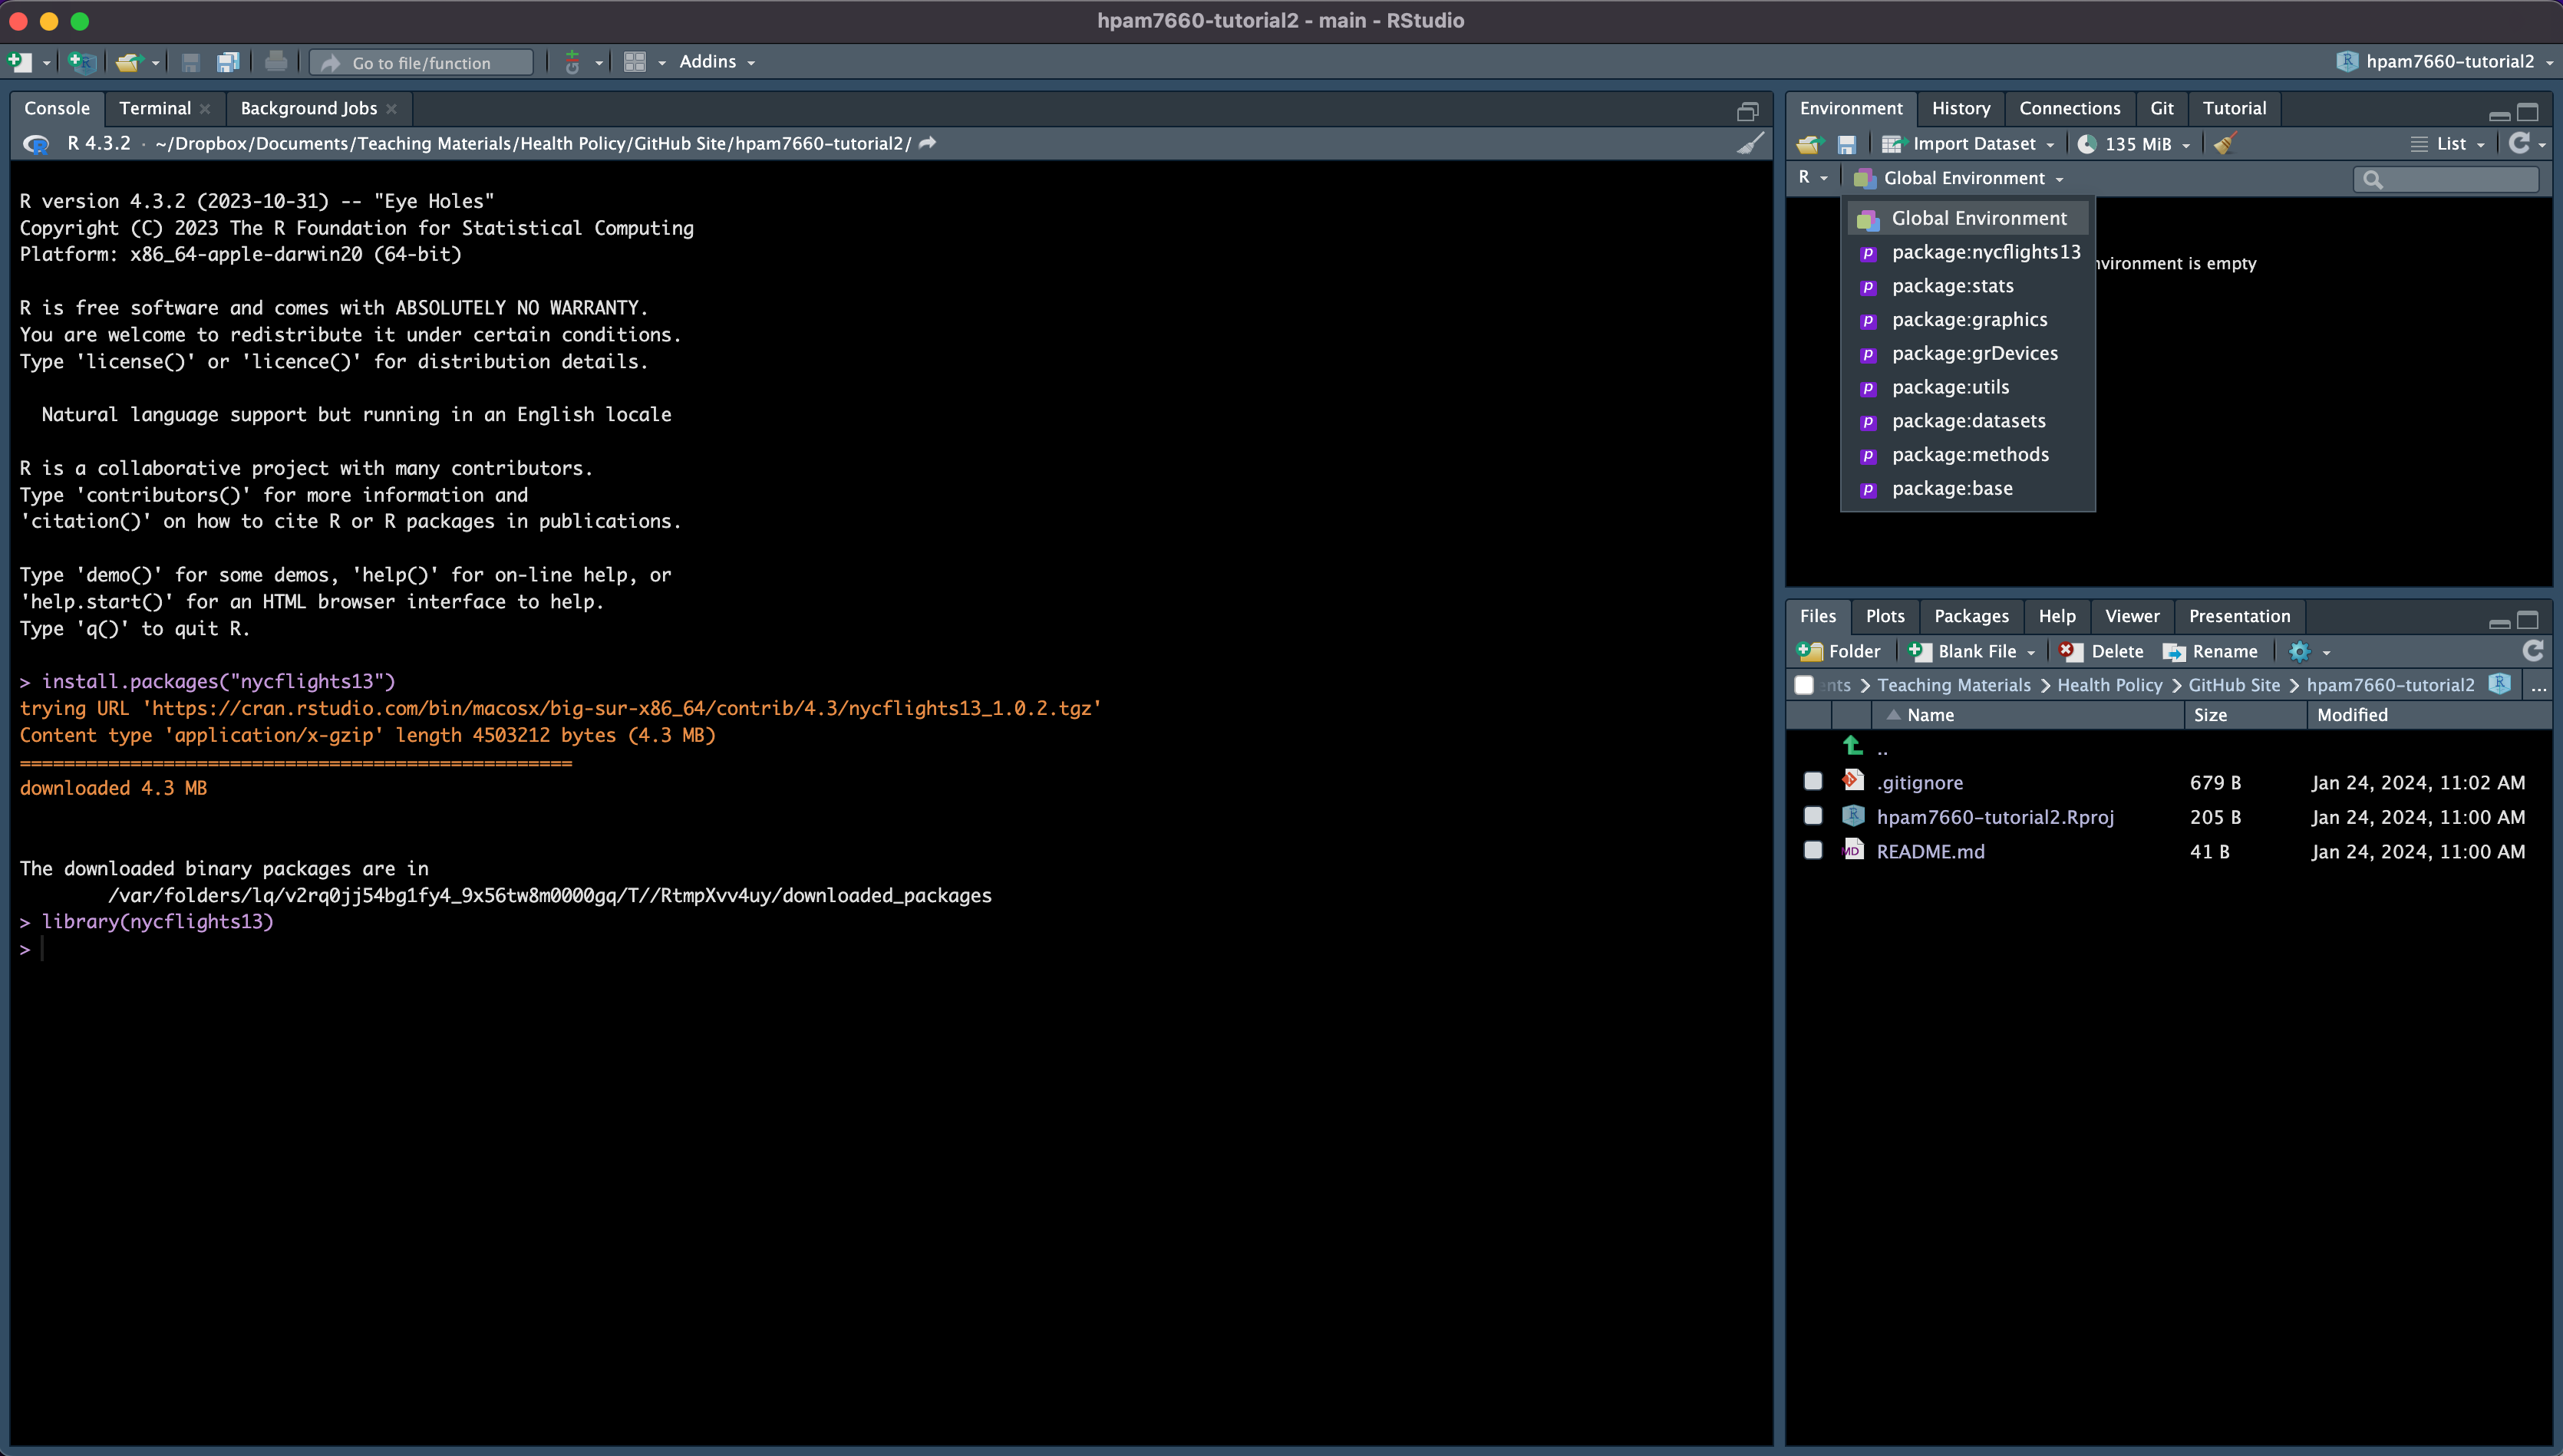 hpam7660-tutorial2 - main - RStudio
Go to file/function
Addins
hpam7660-tutorial2
Console Terminal Background Jobs
R 4.3.2 · ~/Dropbox/Documents/Teaching Materials/Health Policy/GitHub Site/hpam7660-tutorial2/
R version 4.3.2 (2023-10-31) -- "Eye Holes"
Copyright (C) 2023 The R Foundation for Statistical Computing
Platform: x86_64-apple-darwin20 (64-bit)
R is free software and comes with ABSOLUTELY NO WARRANTY.
You are welcome to redistribute it under certain conditions.
Type 'license()' or 'licence()' for distribution details.
Natural language support but running in an English locale
R is a collaborative project with many contributors.
Type 'contributors()' for more information and
'citation()' on how to cite R or R packages in publications.
Type 'demo()' for some demos, 'help()' for on-line help, or
'help.start()' for an HTML browser interface to help.
Type 'q()' to quit R.
> install.packages("nycflights13")
trying URL 'https://cran.rstudio.com/bin/macosx/big-sur-x86_64/contrib/4.3/nycflights13_1.0.2.tgz'
Content type 'application/x-gzip' length 4503212 bytes (4.3 MB)
==================================================
downloaded 4.3 MB
The downloaded binary packages are in
/var/folders/lq/v2rq0jj54bg1fy4_9x56tw8m0000gq/T//RtmpXvv4uy/downloaded_packages
> library(nycflights13)
>
Environment History Connections Git Tutorial
Import Dataset 135 MiB List
R Global Environment
Global Environment
package:nycflights13
nvironment is empty
package:stats
package:graphics
package:grDevices
package:utils
package:datasets
package:methods
package:base
Files Plots Packages Help Viewer Presentation
Folder Blank File Delete Rename
ents > Teaching Materials > Health Policy > GitHub Site > hpam7660-tutorial2 ...
Name Size Modified
..
.gitignore 679 B Jan 24, 2024, 11:02 AM
hpam7660-tutorial2.Rproj 205 B Jan 24, 2024, 11:00 AM
README.md 41 B Jan 24, 2024, 11:00 AM